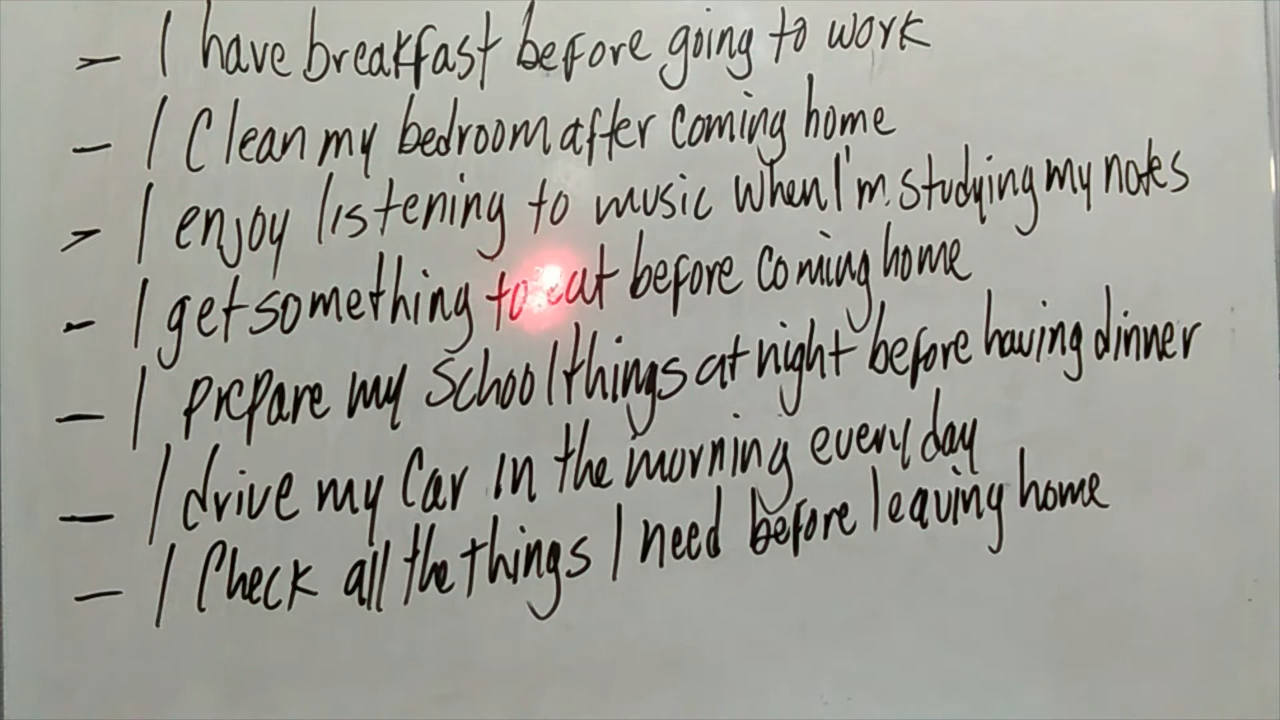 - I have breakfast before going to work
- I Clean my bedroom after coming home
- I enjoy listening to music when I'm studying my notes
- I get something to eat before coming home
- I prepare my school things at night before having dinner
- I drive my car in the morning every day
- I Check all the things I need before leaving home